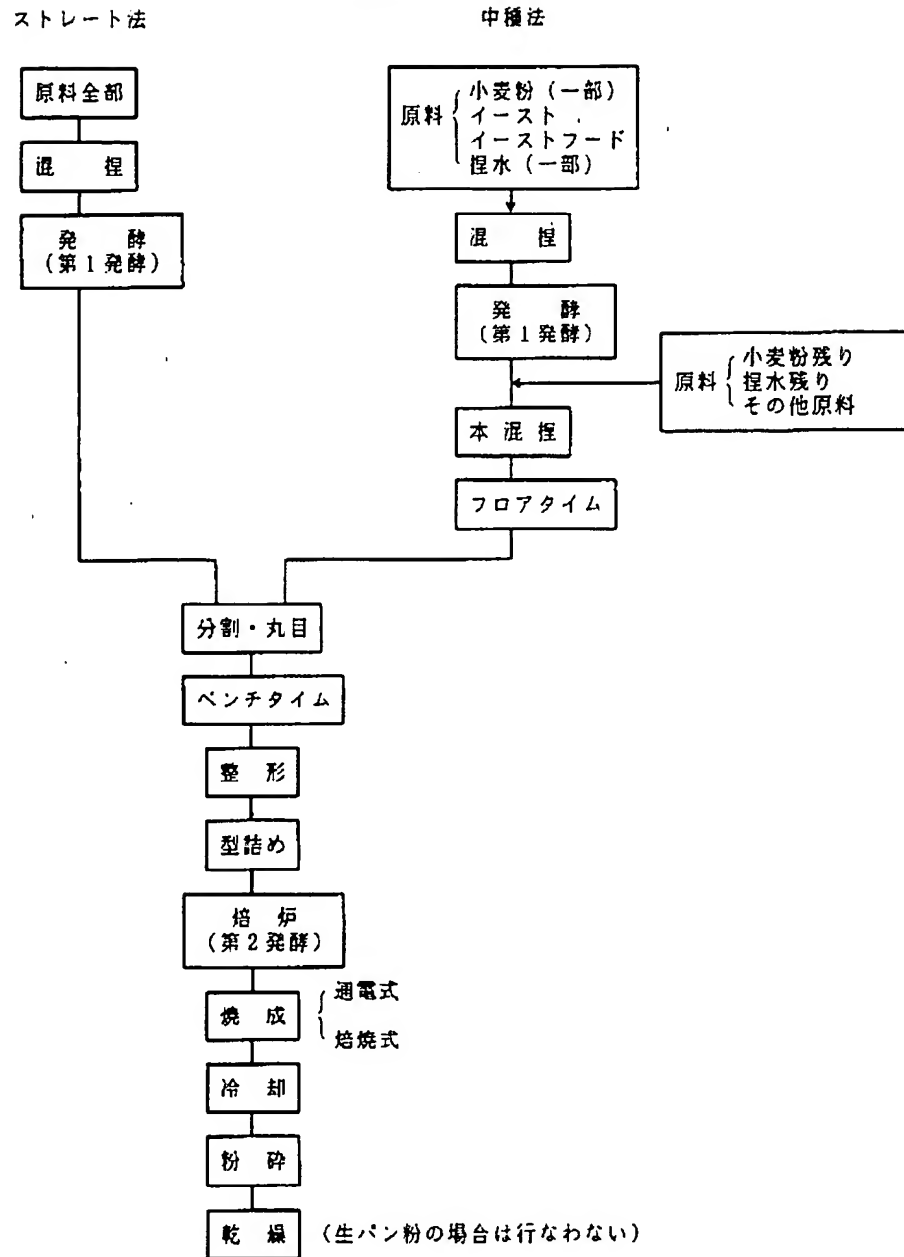 ストレート法
中種法
原料全部
混 捏
発 酵
(第1発酵)
原料
小麦粉(一部)
イースト
イーストフード
捏水(一部)
混 捏
発 酵
(第1発酵)
原料
小麦粉残り
捏水残り
その他原料
本混捏
フロアタイム
分割・丸目
ベンチタイム
整 形
型詰め
焙 炉
(第2発酵)
焼 成
通電式
焙焼式
冷 却
粉 砕
乾 燥 (生パン粉の場合は行なわない)